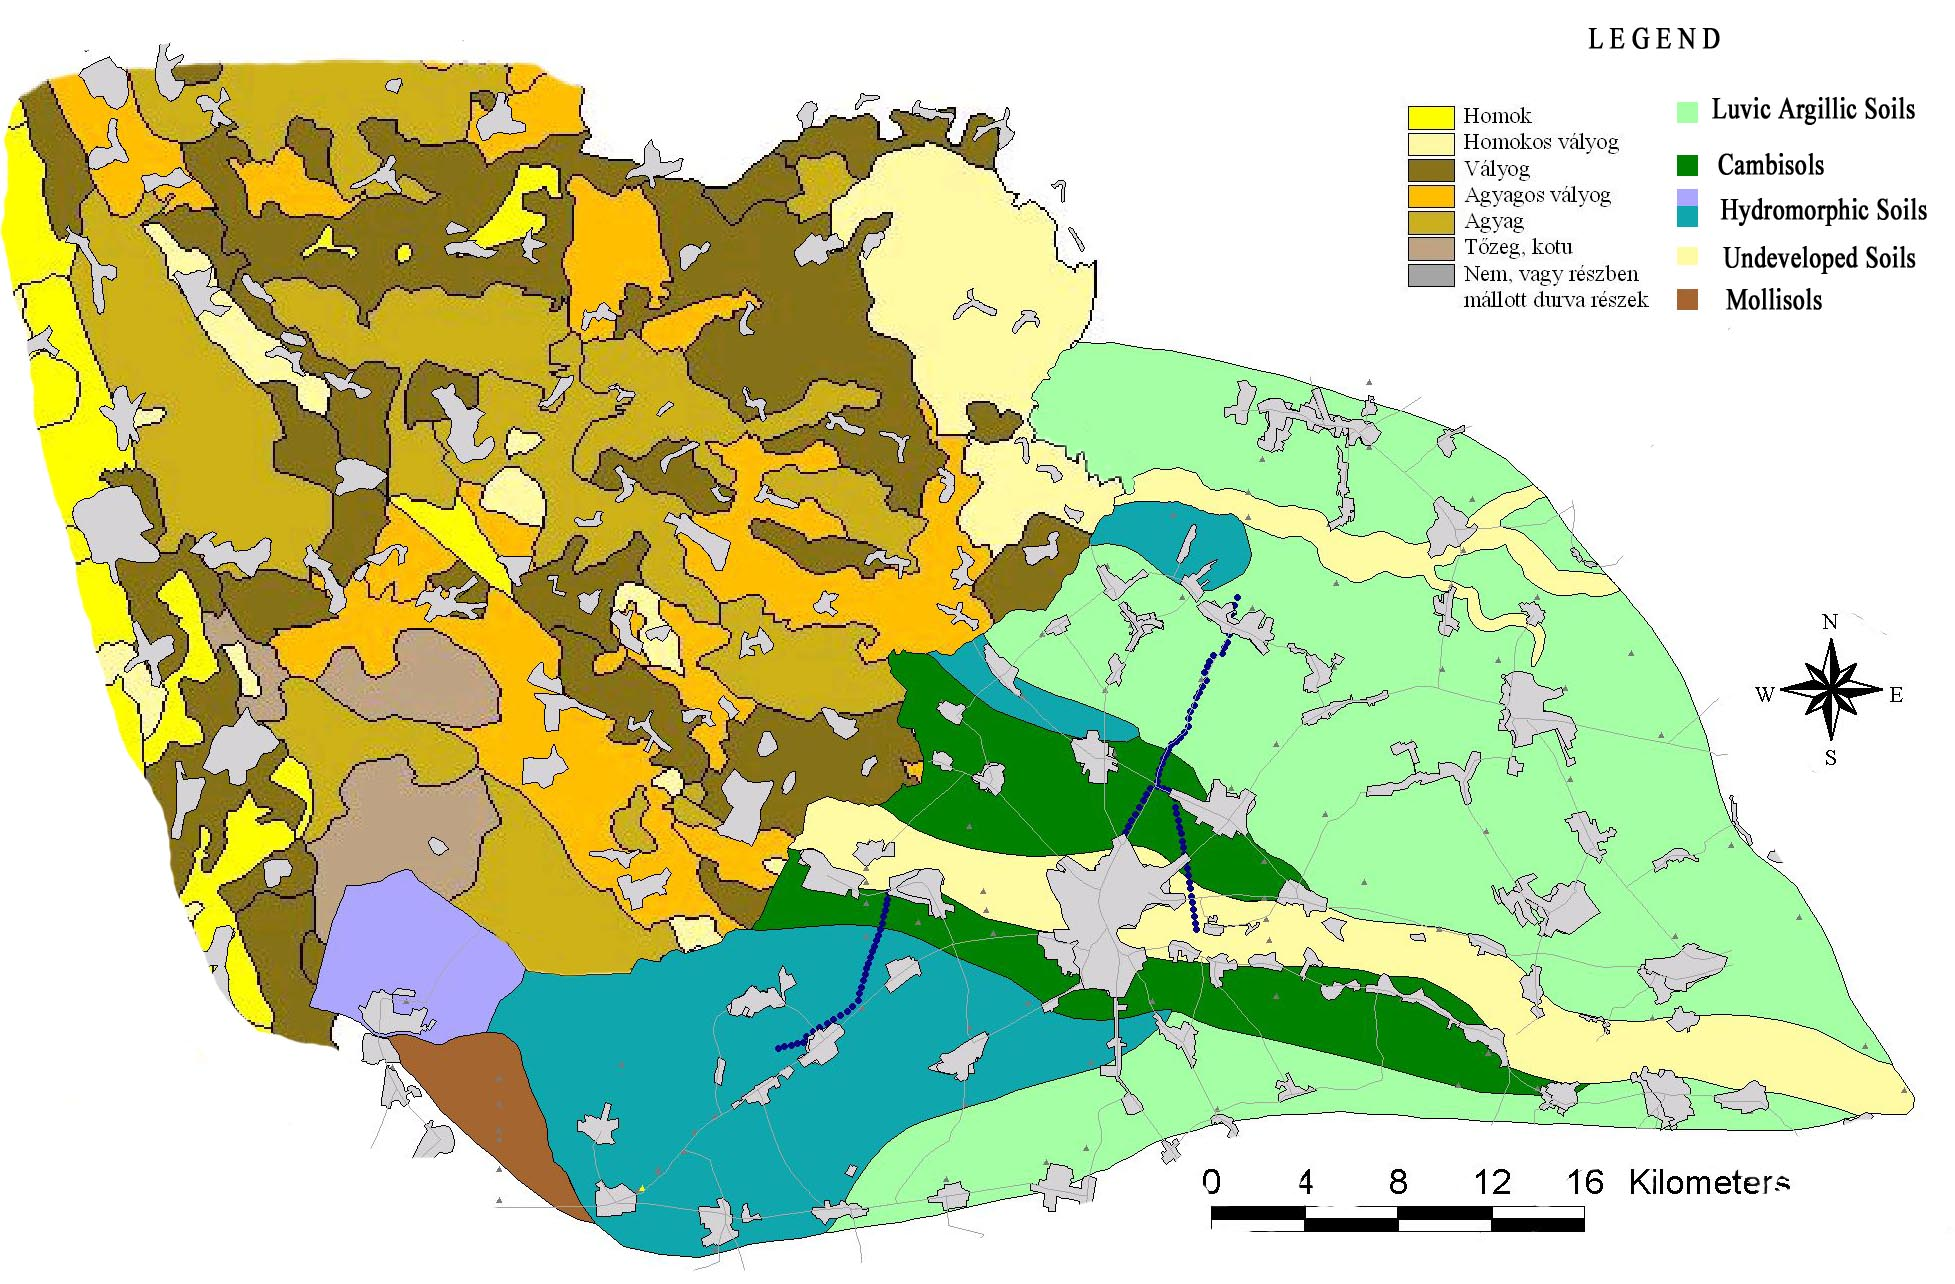 LEGEND
Homok
Homokos vályog
Vályog
Agyagos vályog
Agyag
Tőzeg, kotu
Nem, vagy részben
mállott durva részek
Luvic Argillic Soils
Cambisols
Hydromorphic Soils
Undeveloped Soils
Mollisols
N
W E
S
0 4 8 12 16 Kilometers